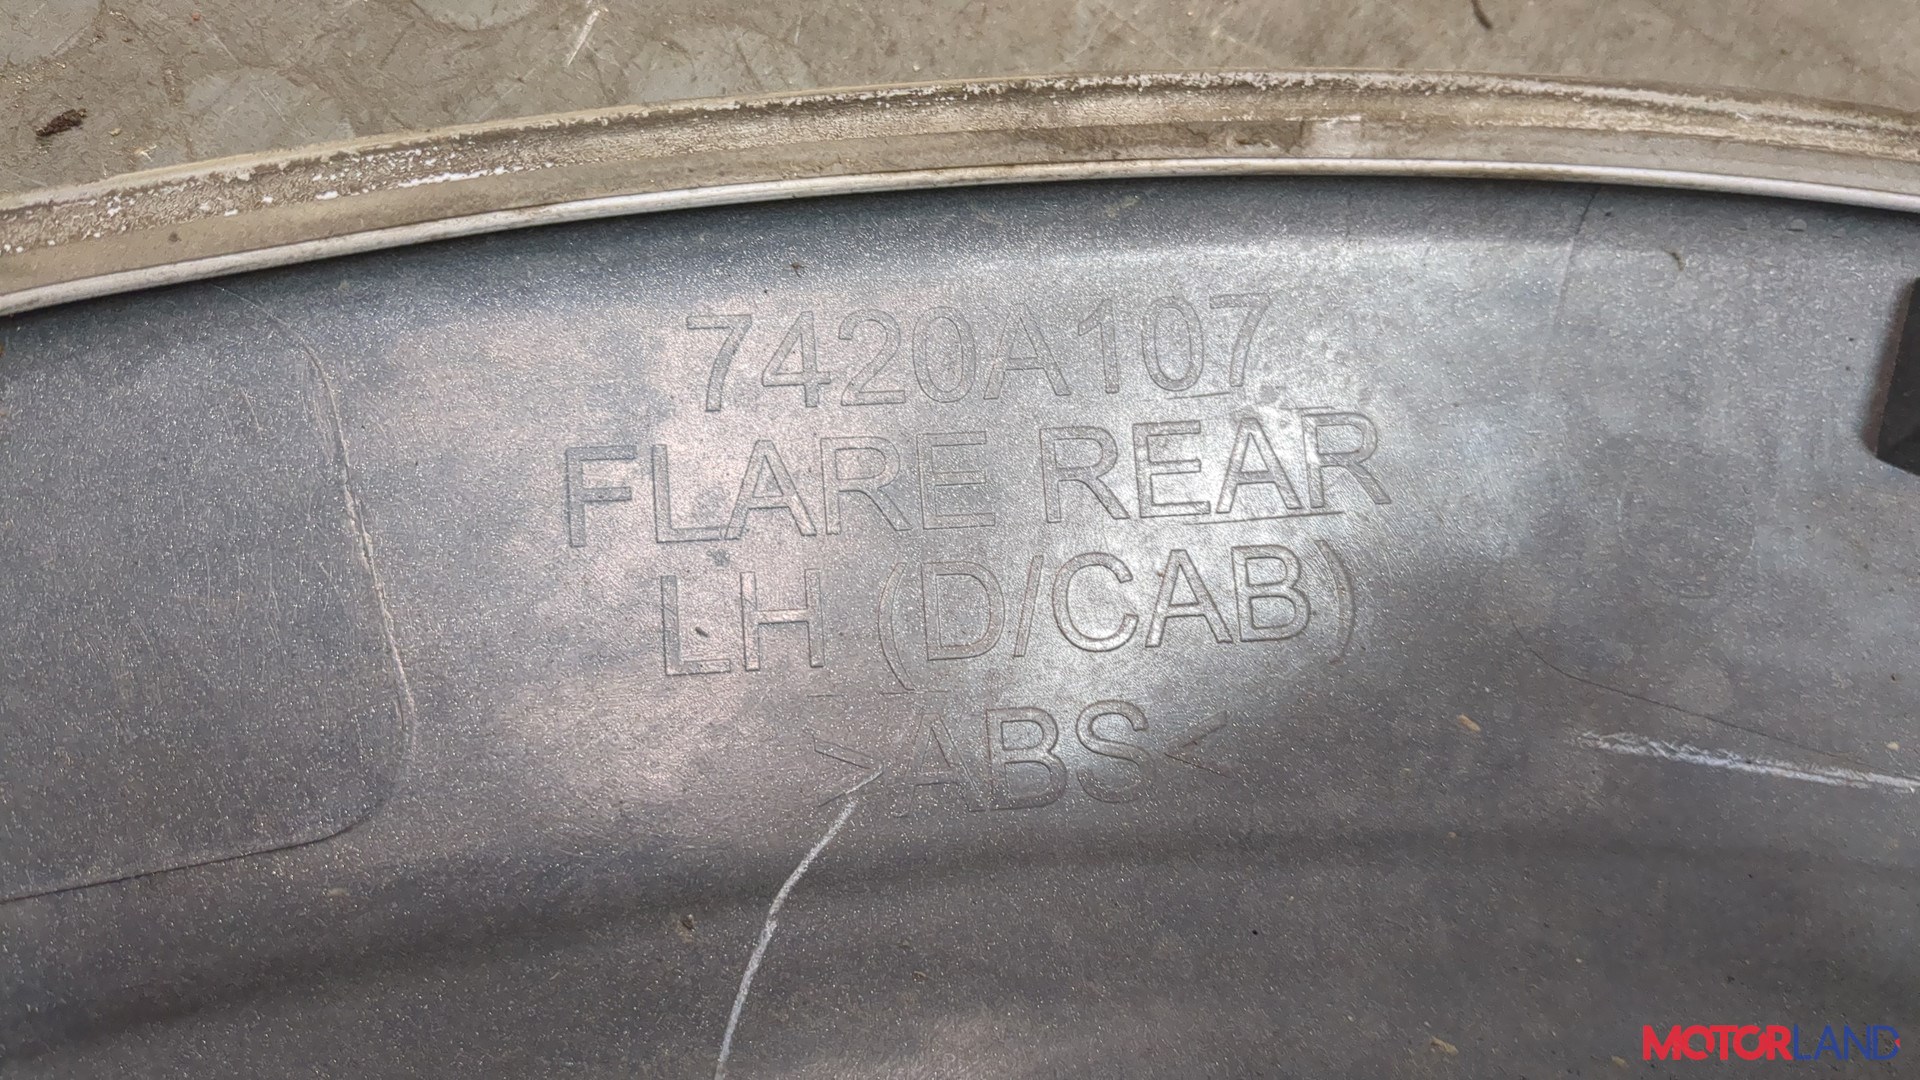 7420A107
FLARE REAR
LH (D/CAB)
>ABS<
MOTORLAND